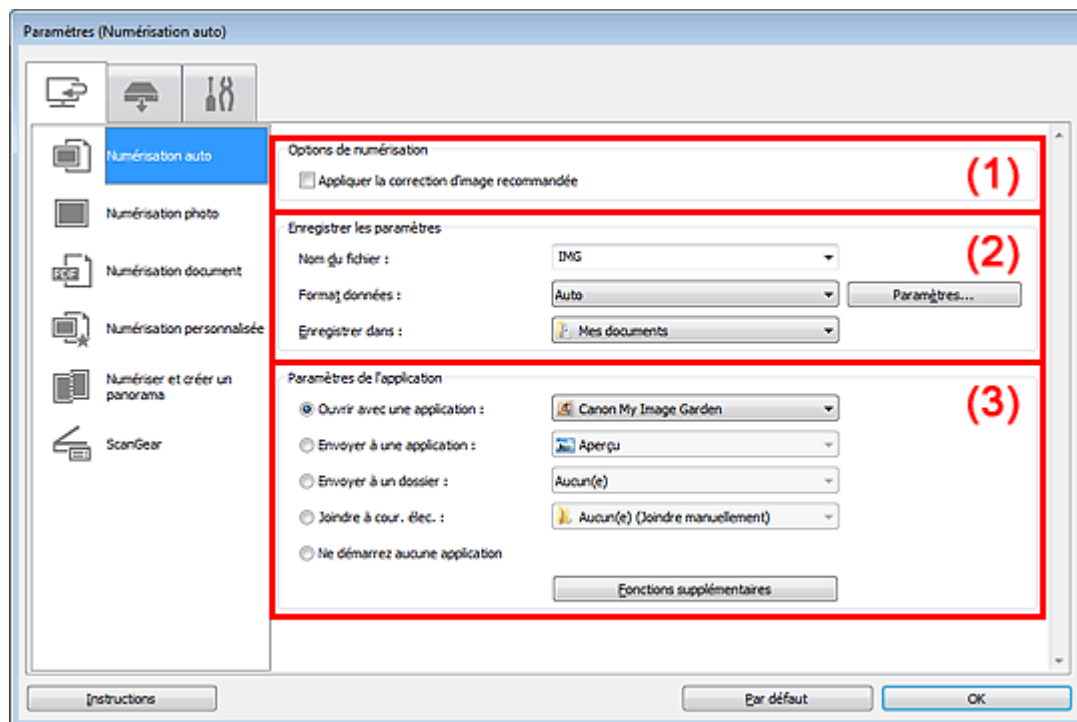 Paramètres (Numérisation auto)
Numérisation auto
Numérisation photo
PDF
Numérisation document
Numérisation personnalisée
Numériser et créer un
panorama
ScanGear
Options de numérisation
Appliquer la correction d'image recommandée
(1)
Enregistrer les paramètres
(2)
Nom du fichier :
IMG
Format données :
Auto
Paramètres...
Enregistrer dans :
Mes documents
Paramètres de l'application
(3)
Ouvrir avec une application :
Canon My Image Garden
Envoyer à une application :
Aperçu
Envoyer à un dossier :
Aucun(e)
Joindre à cour. élec. :
Aucun(e) (Joindre manuellement)
Ne démarrez aucune application
Fonctions supplémentaires
Instructions
Par défaut
OK